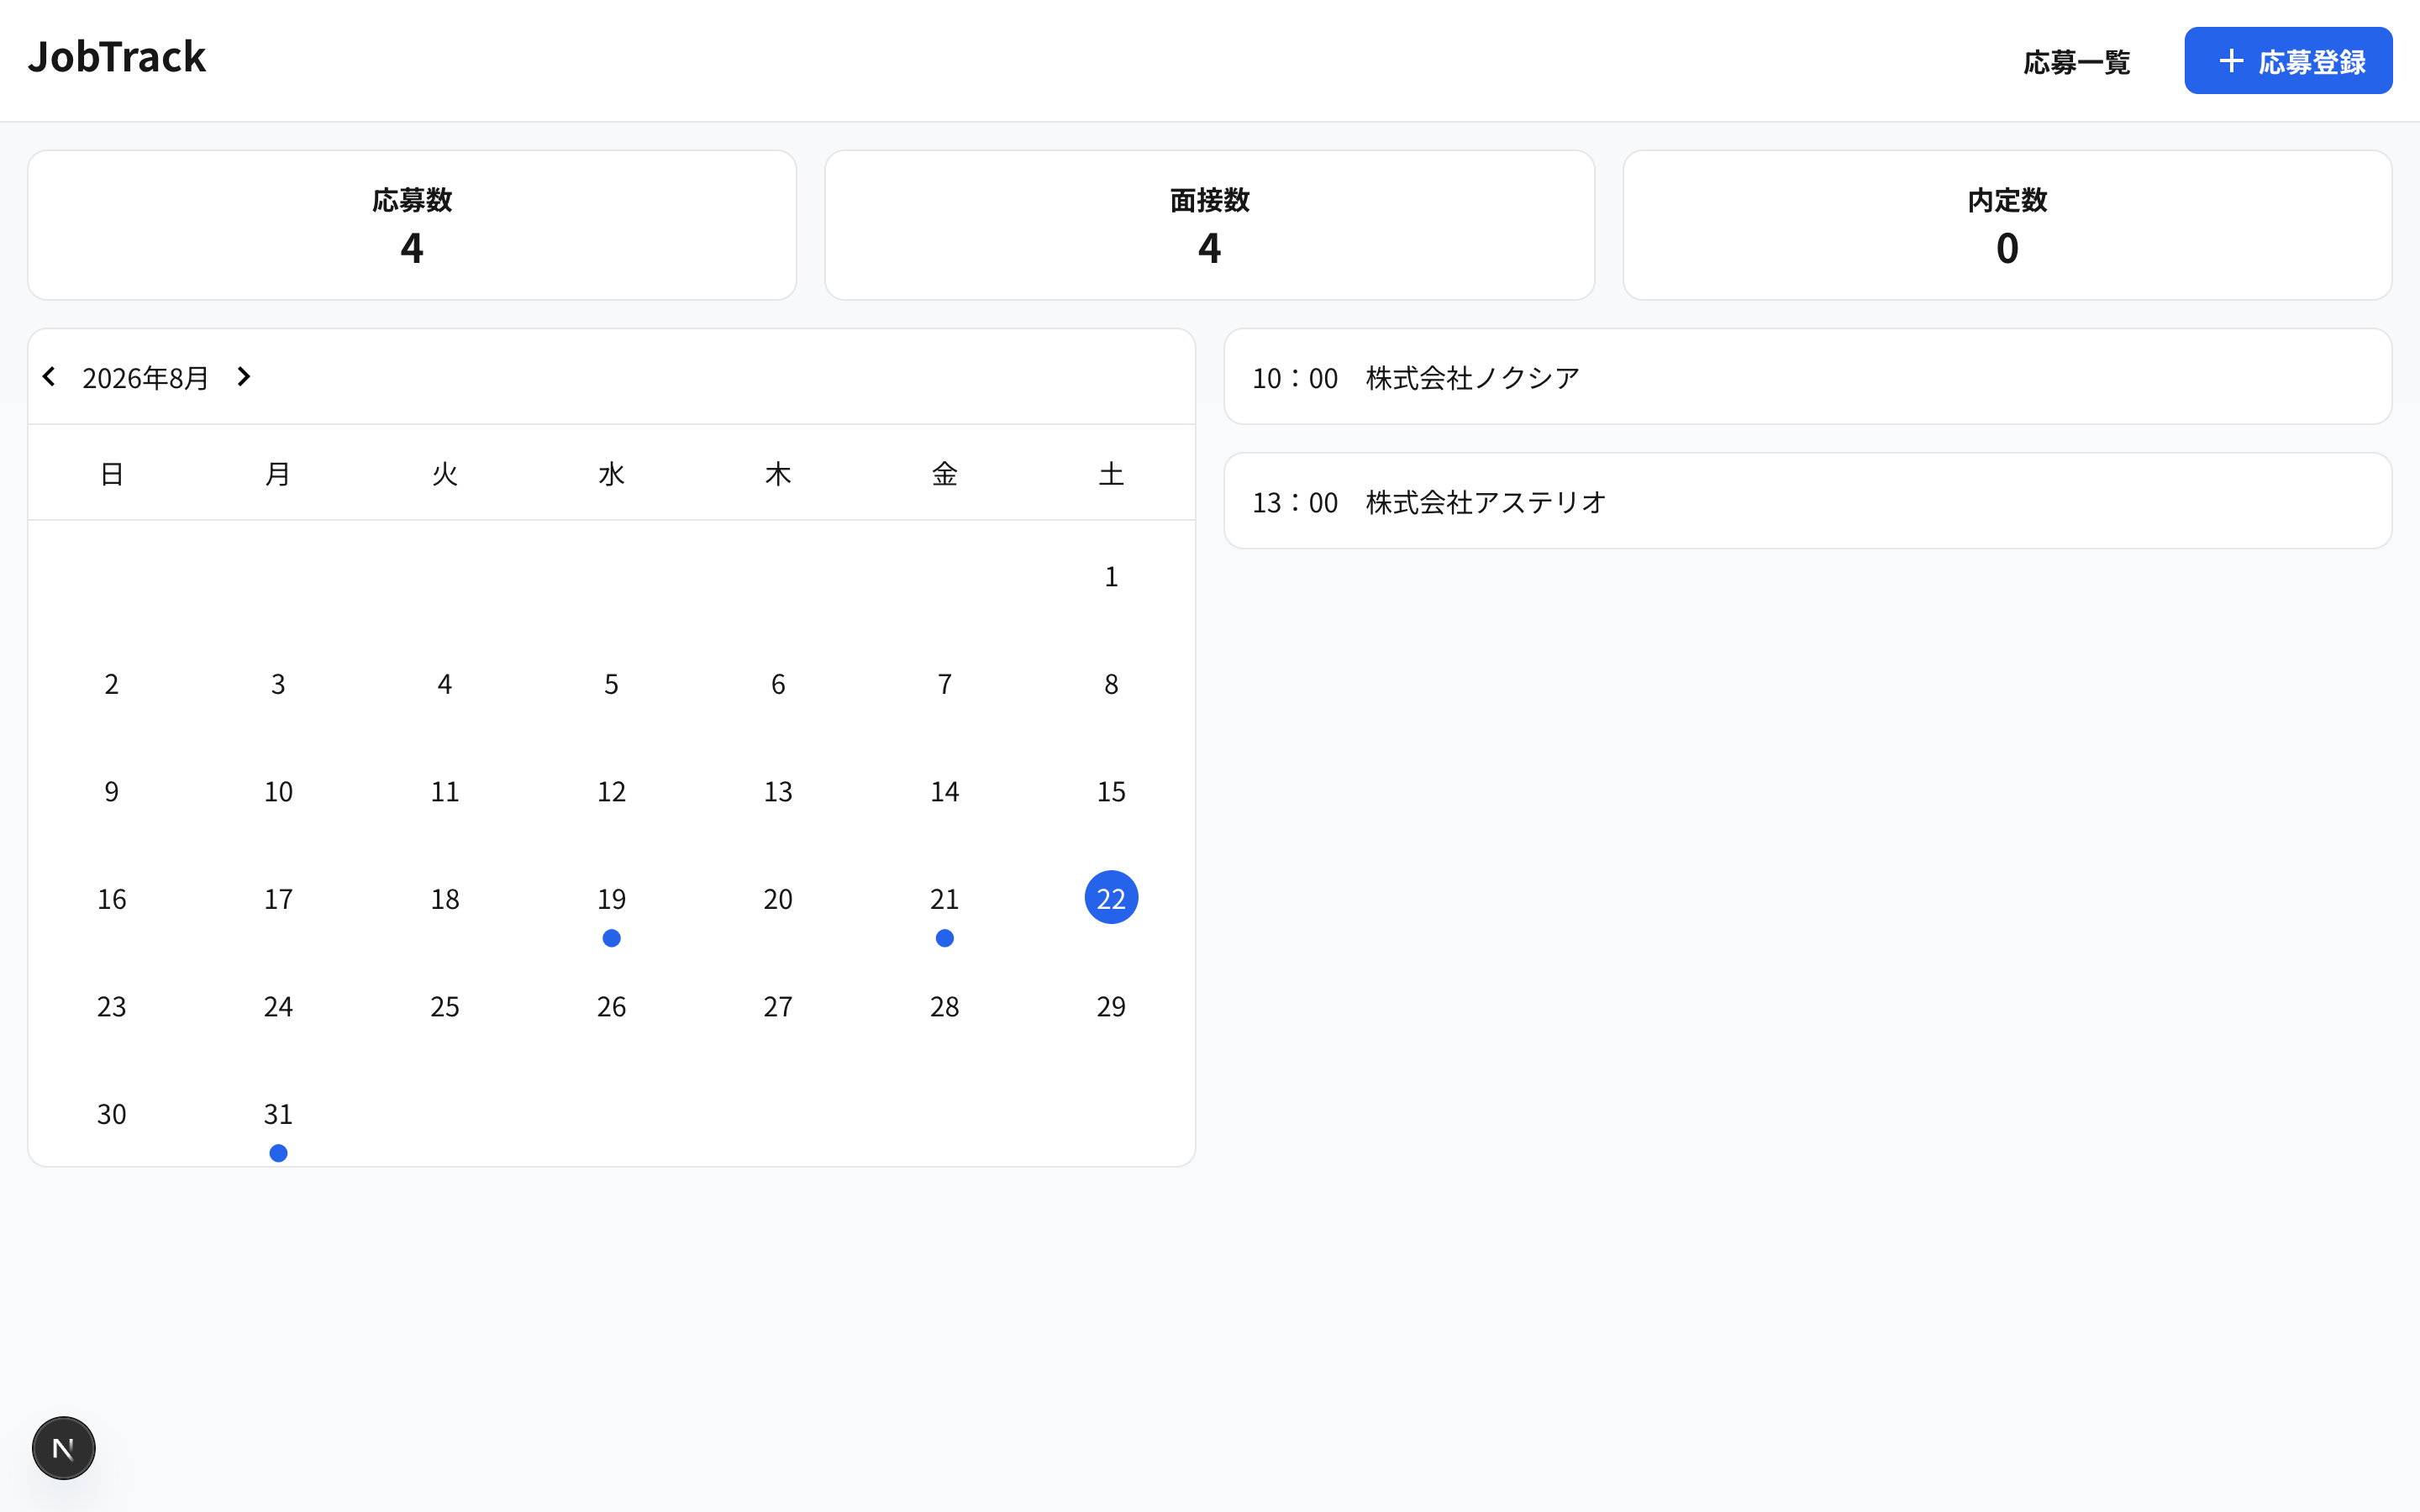 JobTrack
応募一覧
+ 応募登録
応募数
4
面接数
4
内定数
0
2026年8月
日 月 火 水 木 金 土
1
2 3 4 5 6 7 8
9 10 11 12 13 14 15
16 17 18 19 20 21 22
23 24 25 26 27 28 29
30 31
10：00　株式会社ノクシア
13：00　株式会社アステリオ
N